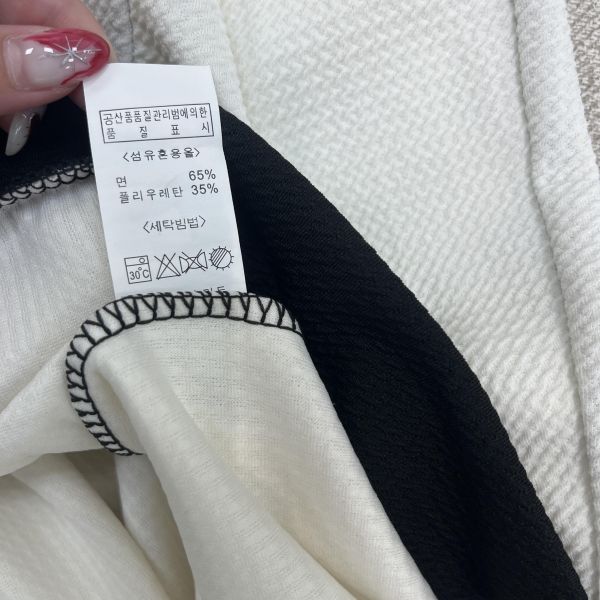 공산품품질관리법에의한
품 질 표 시
<섬유혼용율>
면 65%
폴리우레탄 35%
<세탁빔법>
30°C